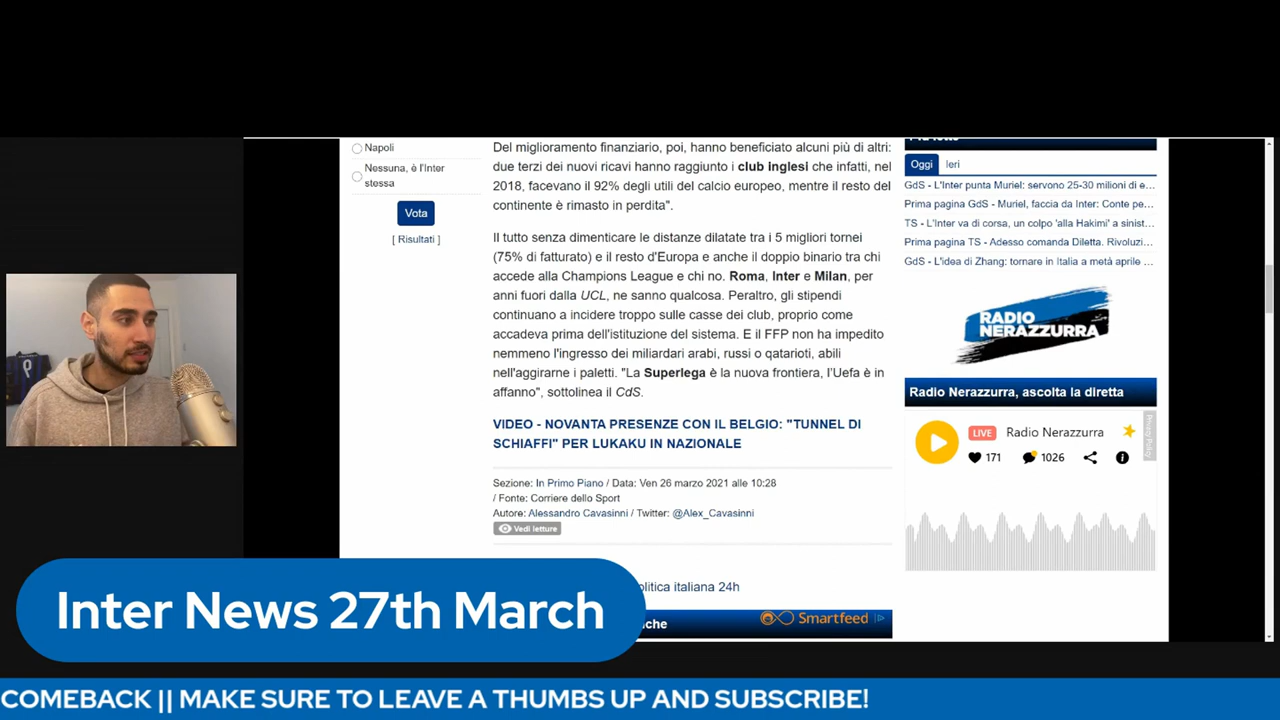 Napoli
Nessuna, è l'Inter
stessa
Vota
[ Risultati ]
Del miglioramento finanziario, poi, hanno beneficiato alcuni più di altri:
due terzi dei nuovi ricavi hanno raggiunto i club inglesi che infatti, nel
2018, facevano il 92% degli utili del calcio europeo, mentre il resto del
continente è rimasto in perdita".
Il tutto senza dimenticare le distanze dilatate tra i 5 migliori tornei
(75% di fatturato) e il resto d'Europa e anche il doppio binario tra chi
accede alla Champions League e chi no. Roma, Inter e Milan, per
anni fuori dalla UCL, ne sanno qualcosa. Peraltro, gli stipendi
continuano a incidere troppo sulle casse dei club, proprio come
accadeva prima dell'istituzione del sistema. E il FFP non ha impedito
nemmeno l'ingresso dei miliardari arabi, russi o qatarioti, abili
nell'aggirarne i paletti. "La Superlega è la nuova frontiera, l'Uefa è in
affanno", sottolinea il CdS.
VIDEO - NOVANTA PRESENZE CON IL BELGIO: "TUNNEL DI
SCHIAFFI" PER LUKAKU IN NAZIONALE
Sezione: In Primo Piano / Data: Ven 26 marzo 2021 alle 10:28
/ Fonte: Corriere dello Sport
Autore: Alessandro Cavasinni / Twitter: @Alex_Cavasinni
Vedi letture
olitica italiana 24h
che
Smartfeed
Oggi Ieri
GdS - L'Inter punta Muriel: servono 25-30 milioni di e...
Prima pagina GdS - Muriel, faccia da Inter: Conte pe...
TS - L'Inter va di corsa, un colpo 'alla Hakimi' a sinist...
Prima pagina TS - Adesso comanda Diletta. Rivoluzi...
GdS - L'idea di Zhang: tornare in Italia a metà aprile ...
RADIO
NERAZZURRA
Radio Nerazzurra, ascolta la diretta
LIVE Radio Nerazzurra
171 1026
Privacy Policy
Inter News 27th March
COMEBACK || MAKE SURE TO LEAVE A THUMBS UP AND SUBSCRIBE!